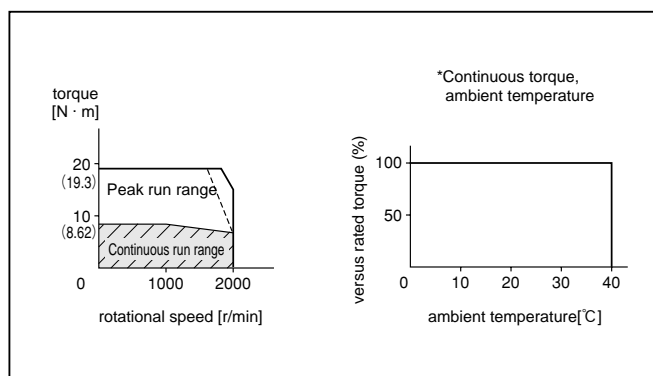 torque
[N · m]
20
(19.3)
Peak run range
10
(8.62)
Continuous run range
0
1000
2000
rotational speed [r/min]
*Continuous torque,
ambient temperature
versus rated torque (%)
100
50
0
10
20
30
40
ambient temperature[℃]